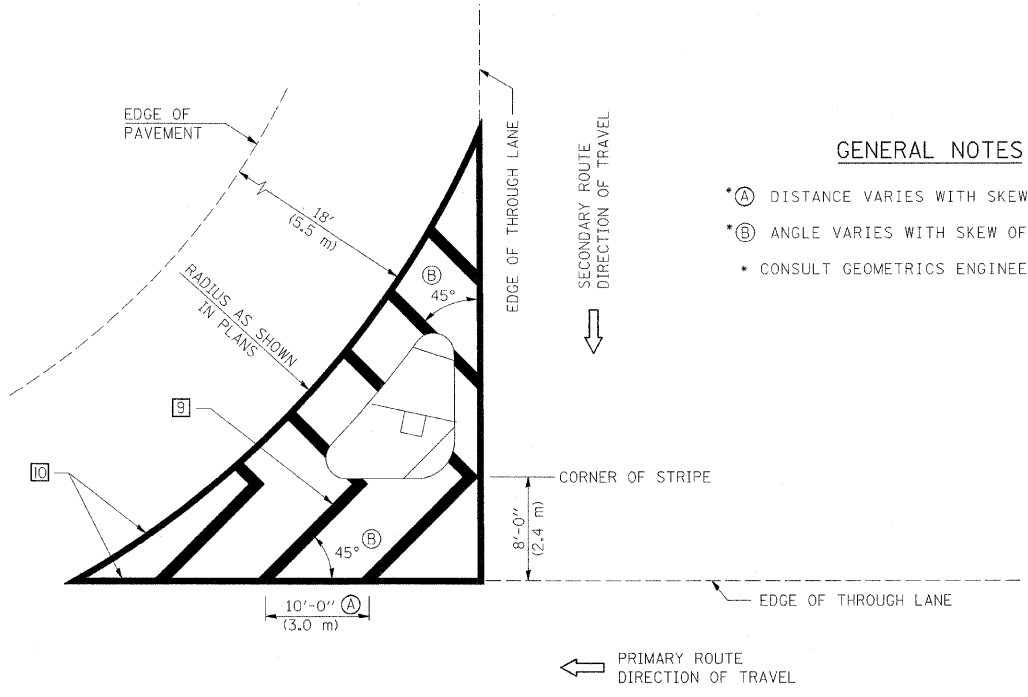 EDGE OF
PAVEMENT
18'
(5.5 m)
RADIUS AS SHOWN
IN PLANS
EDGE OF THROUGH LANE
SECONDARY ROUTE
DIRECTION OF TRAVEL
GENERAL NOTES
*Ⓐ DISTANCE VARIES WITH SKEW
*Ⓑ ANGLE VARIES WITH SKEW OF
* CONSULT GEOMETRICS ENGINEE
Ⓑ
45°
9
10
CORNER OF STRIPE
8'-0"
(2.4 m)
45° Ⓑ
10'-0" Ⓐ
(3.0 m)
EDGE OF THROUGH LANE
PRIMARY ROUTE
DIRECTION OF TRAVEL